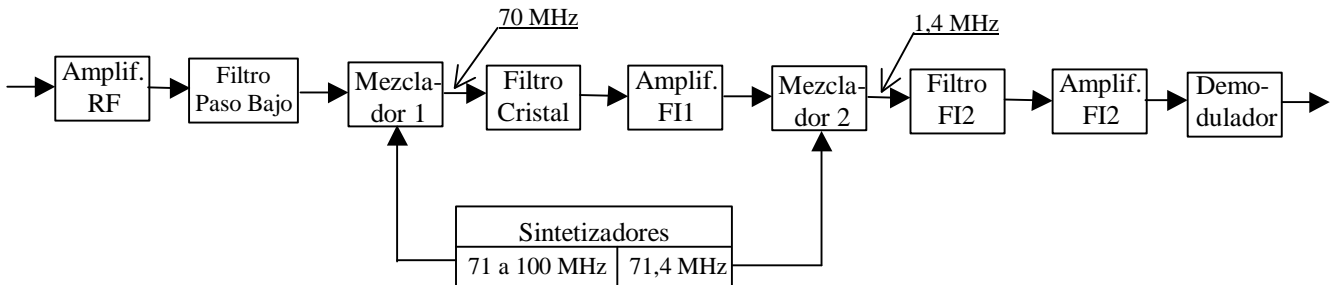 70 MHz
1,4 MHz
Amplif.
RF
Filtro
Paso Bajo
Mezcla-
dor 1
Filtro
Cristal
Amplif.
FI1
Mezcla-
dor 2
Filtro
FI2
Amplif.
FI2
Demo-
dulador
Sintetizadores
71 a 100 MHz
71,4 MHz